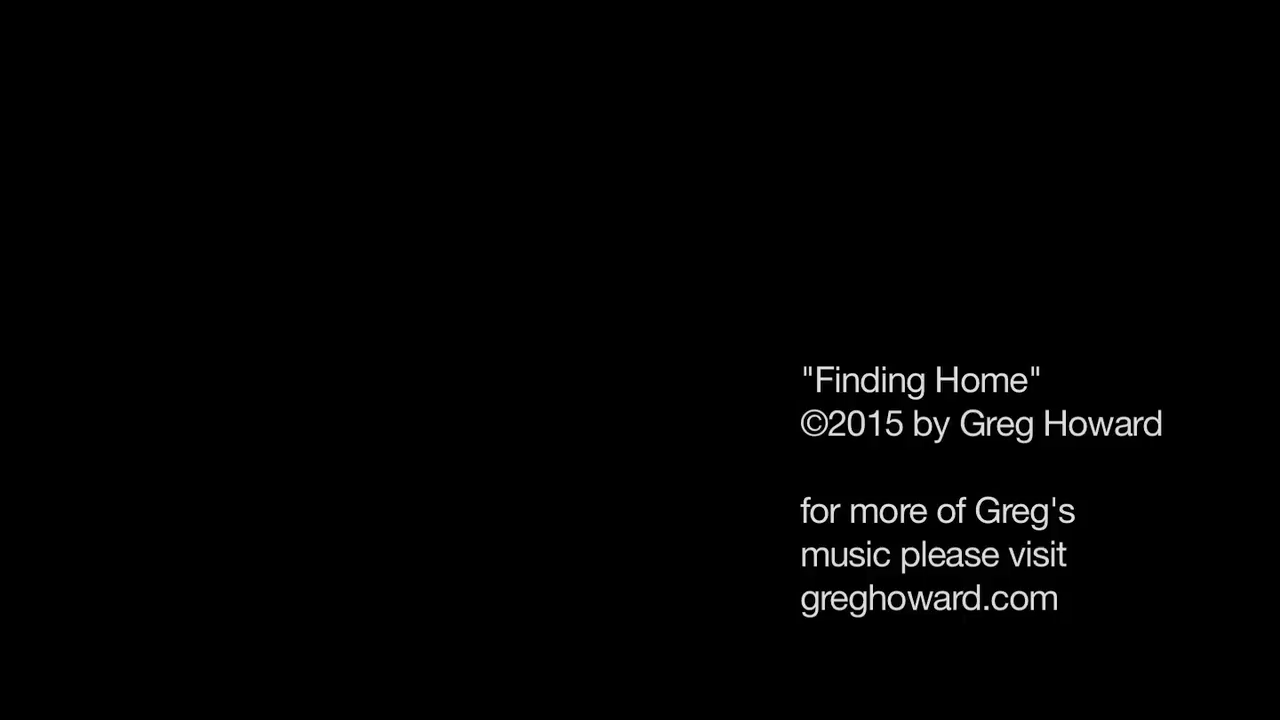 "Finding Home"
©2015 by Greg Howard
for more of Greg's
music please visit
greghoward.com